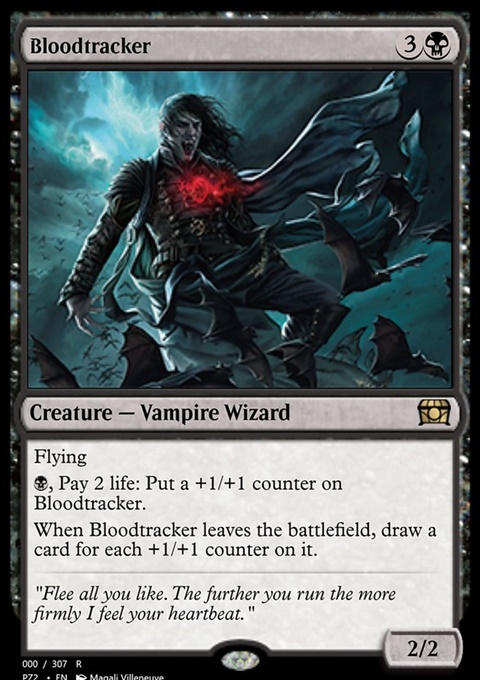 Bloodtracker 3
Creature — Vampire Wizard
Flying
, Pay 2 life: Put a +1/+1 counter on
Bloodtracker.
When Bloodtracker leaves the battlefield, draw a
card for each +1/+1 counter on it.
"Flee all you like. The further you run the more
firmly I feel your heartbeat."
2/2
000 / 307 R
PZ2 • EN Magali Villeneuve